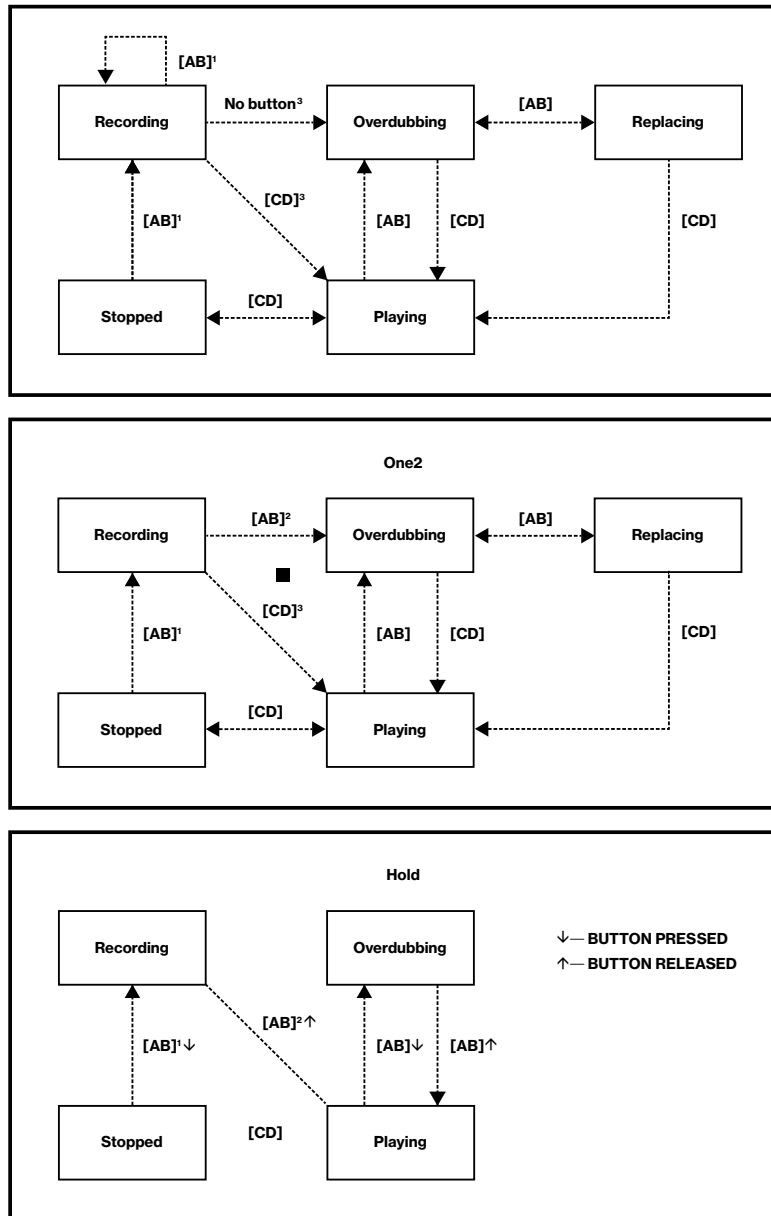 [AB]¹
No button³
[AB]
Recording
Overdubbing
Replacing
[CD]³
[AB]¹
[AB]
[CD]
[CD]
[CD]
Stopped
Playing
One2
[AB]²
[AB]
Recording
Overdubbing
Replacing
[CD]³
[AB]¹
[AB]
[CD]
[CD]
[CD]
Stopped
Playing
Hold
Recording
Overdubbing
↓— BUTTON PRESSED
↑— BUTTON RELEASED
[AB]²↑
[AB]¹↓
[AB]↓
[AB]↑
[CD]
Stopped
Playing